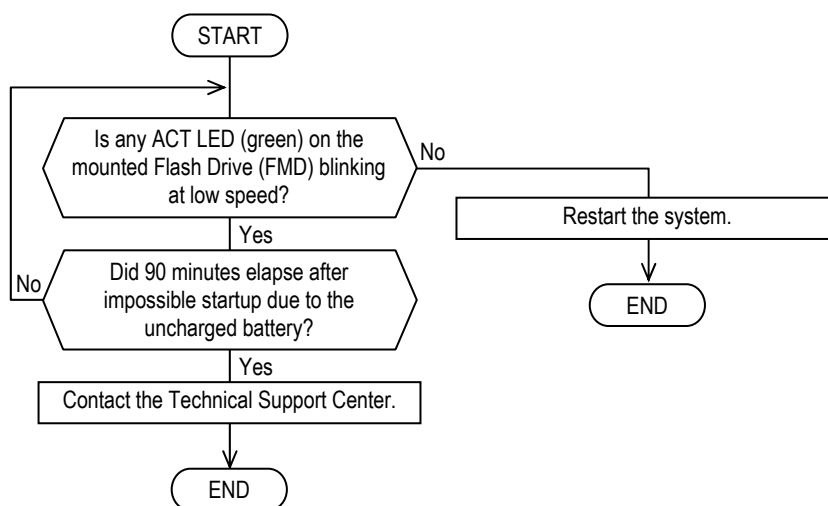 START
Is any ACT LED (green) on the
mounted Flash Drive (FMD) blinking
at low speed?
No
Restart the system.
END
Yes
No
Did 90 minutes elapse after
impossible startup due to the
uncharged battery?
Yes
Contact the Technical Support Center.
END